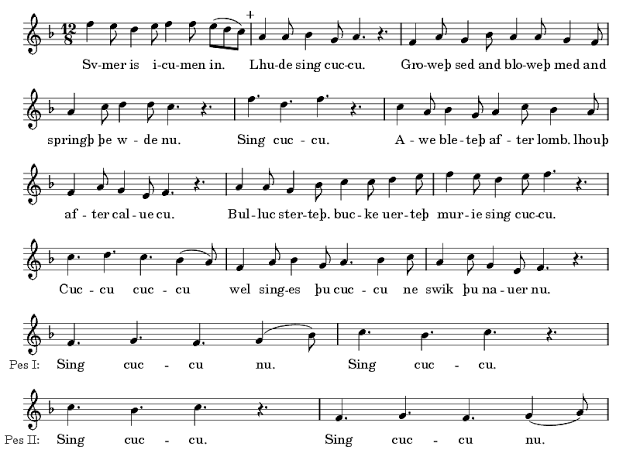 Sv-mer is i-cu-men in. Lhu-de sing cuc-cu. Gro-weþ sed and blo-weþ med and
springþ þe w-de nu. Sing cuc-cu. A-we ble-teþ af-ter lomb. lhouþ
af-ter cal-ue cu. Bul-luc ster-teþ. buc-ke uer-teþ mur-ie sing cuc-cu.
Cuc-cu cuc-cu wel sing-es þu cuc-cu ne swik þu na-uer nu.
Pes I: Sing cuc-cu nu. Sing cuc-cu.
Pes II: Sing cuc-cu. Sing cuc-cu nu.